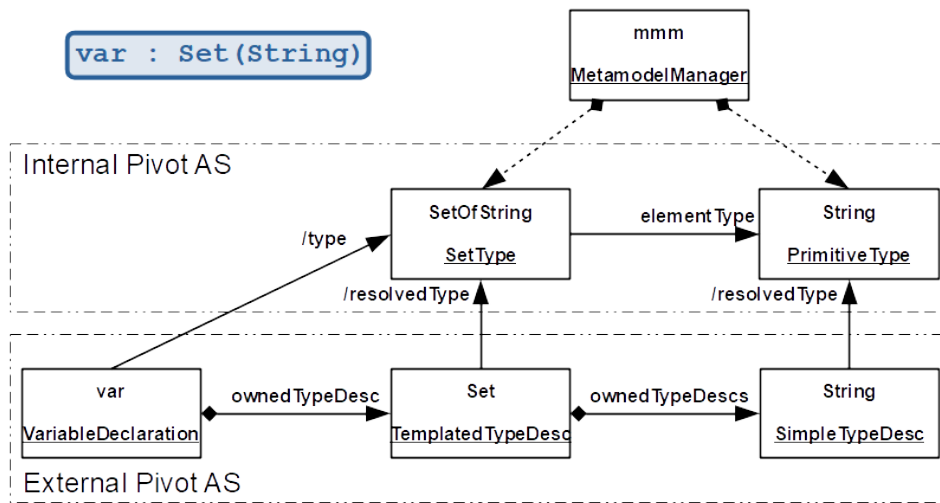 var : Set(String)
mmm
MetamodelManager
Internal Pivot AS
SetOfString
SetType
elementType
String
PrimitiveType
/type
/resolvedType
/resolvedType
var
VariableDeclaration
ownedTypeDesc
Set
TemplatedTypeDesc
ownedTypeDescs
String
SimpleTypeDesc
External Pivot AS